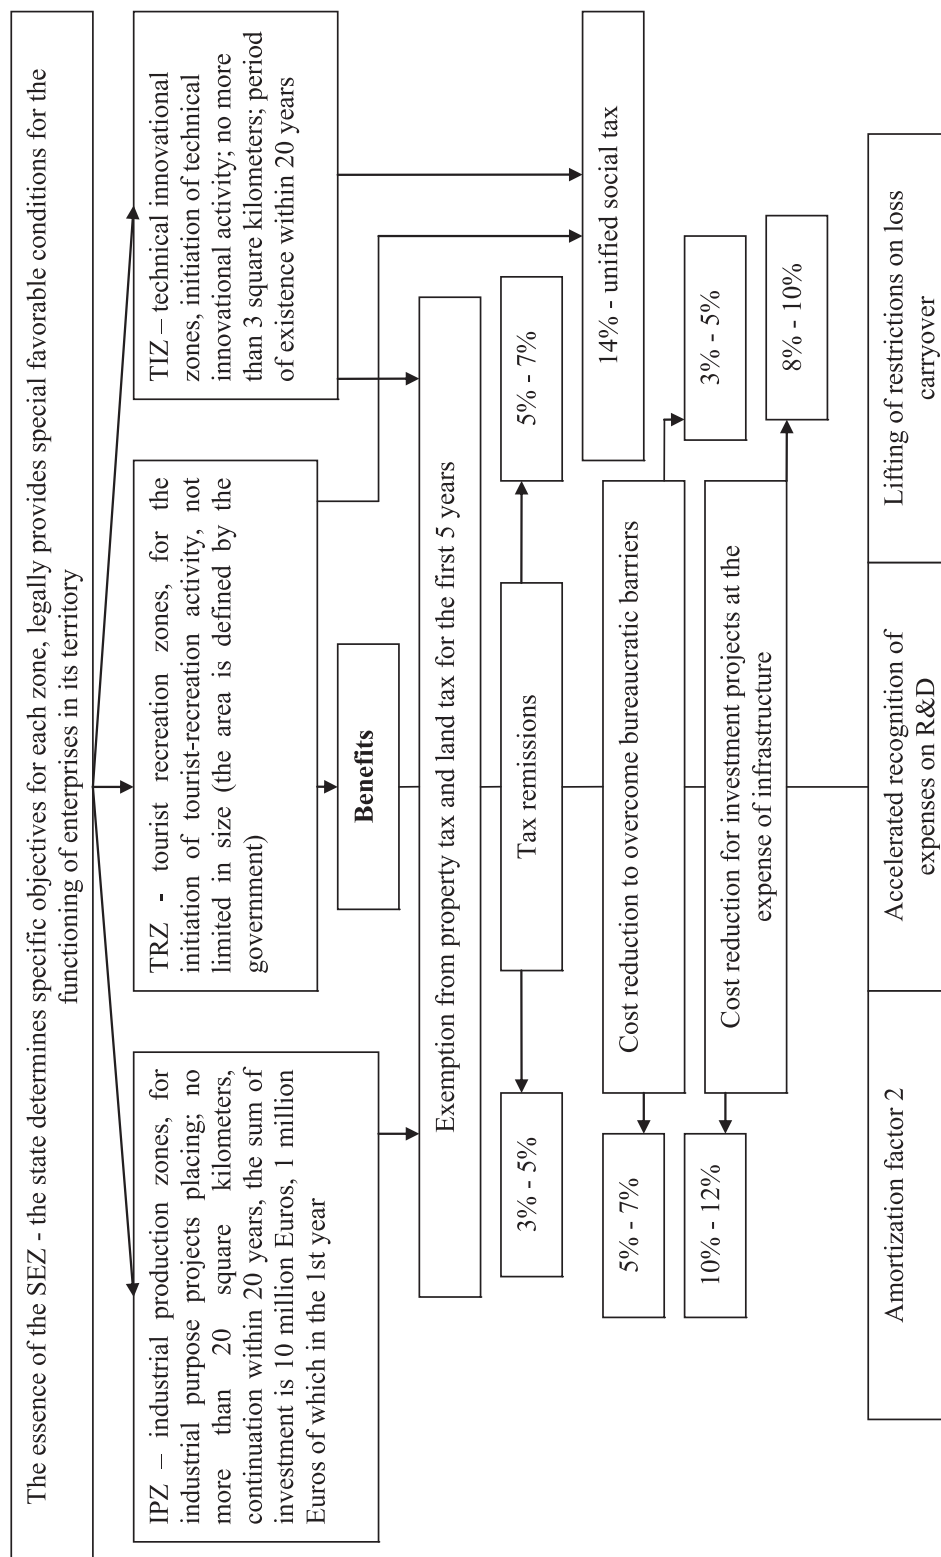 The essence of the SEZ - the state determines specific objectives for each zone, legally provides special favorable conditions for the
functioning of enterprises in its territory
IPZ – industrial production zones, for
industrial purpose projects placing; no
more than 20 square kilometers,
continuation within 20 years, the sum of
investment is 10 million Euros, 1 million
Euros of which in the 1st year
TRZ - tourist recreation zones, for the
initiation of tourist-recreation activity, not
limited in size (the area is defined by the
government)
TIZ – technical innovational
zones, initiation of technical
innovational activity; no more
than 3 square kilometers; period
of existence within 20 years
Benefits
Exemption from property tax and land tax for the first 5 years
3% - 5%
Tax remissions
5% - 7%
14% - unified social tax
5% - 7%
Cost reduction to overcome bureaucratic barriers
3% - 5%
10% - 12%
Cost reduction for investment projects at the
expense of infrastructure
8% - 10%
Amortization factor 2
Accelerated recognition of
expenses on R&D
Lifting of restrictions on loss
carryover